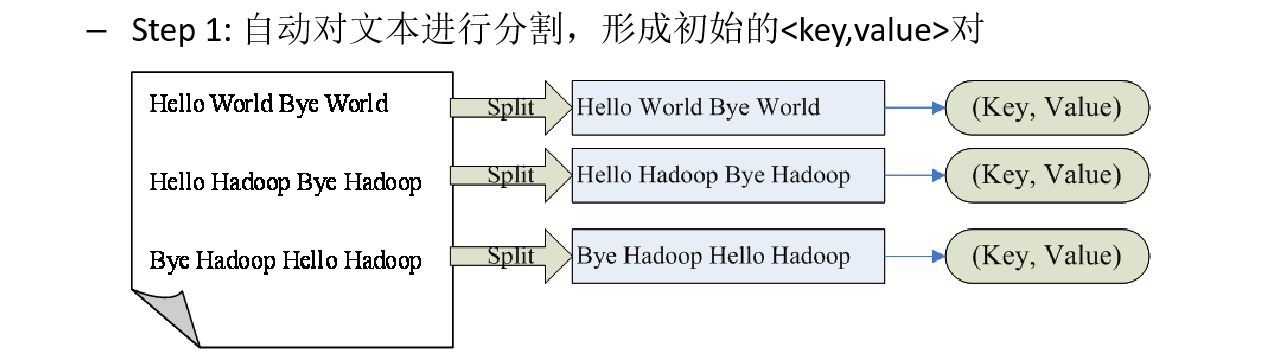 – Step 1: 自动对文本进行分割，形成初始的<key,value>对
Hello World Bye World
Split
Hello World Bye World
(Key, Value)
Hello Hadoop Bye Hadoop
Split
Hello Hadoop Bye Hadoop
(Key, Value)
Bye Hadoop Hello Hadoop
Split
Bye Hadoop Hello Hadoop
(Key, Value)